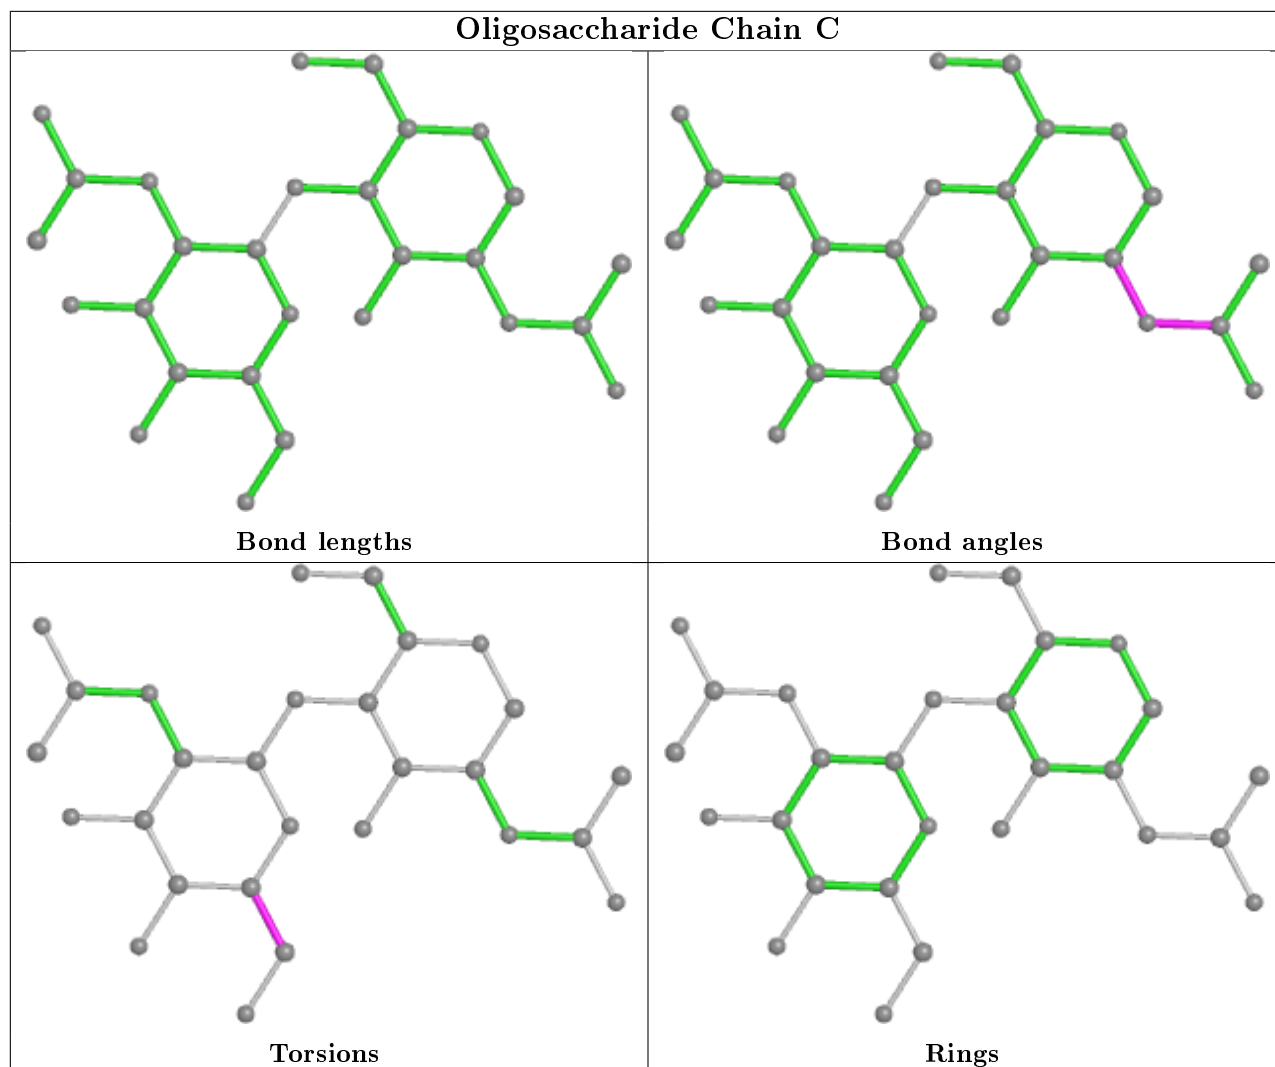 Oligosaccharide Chain C
Bond lengths
Bond angles
Torsions
Rings